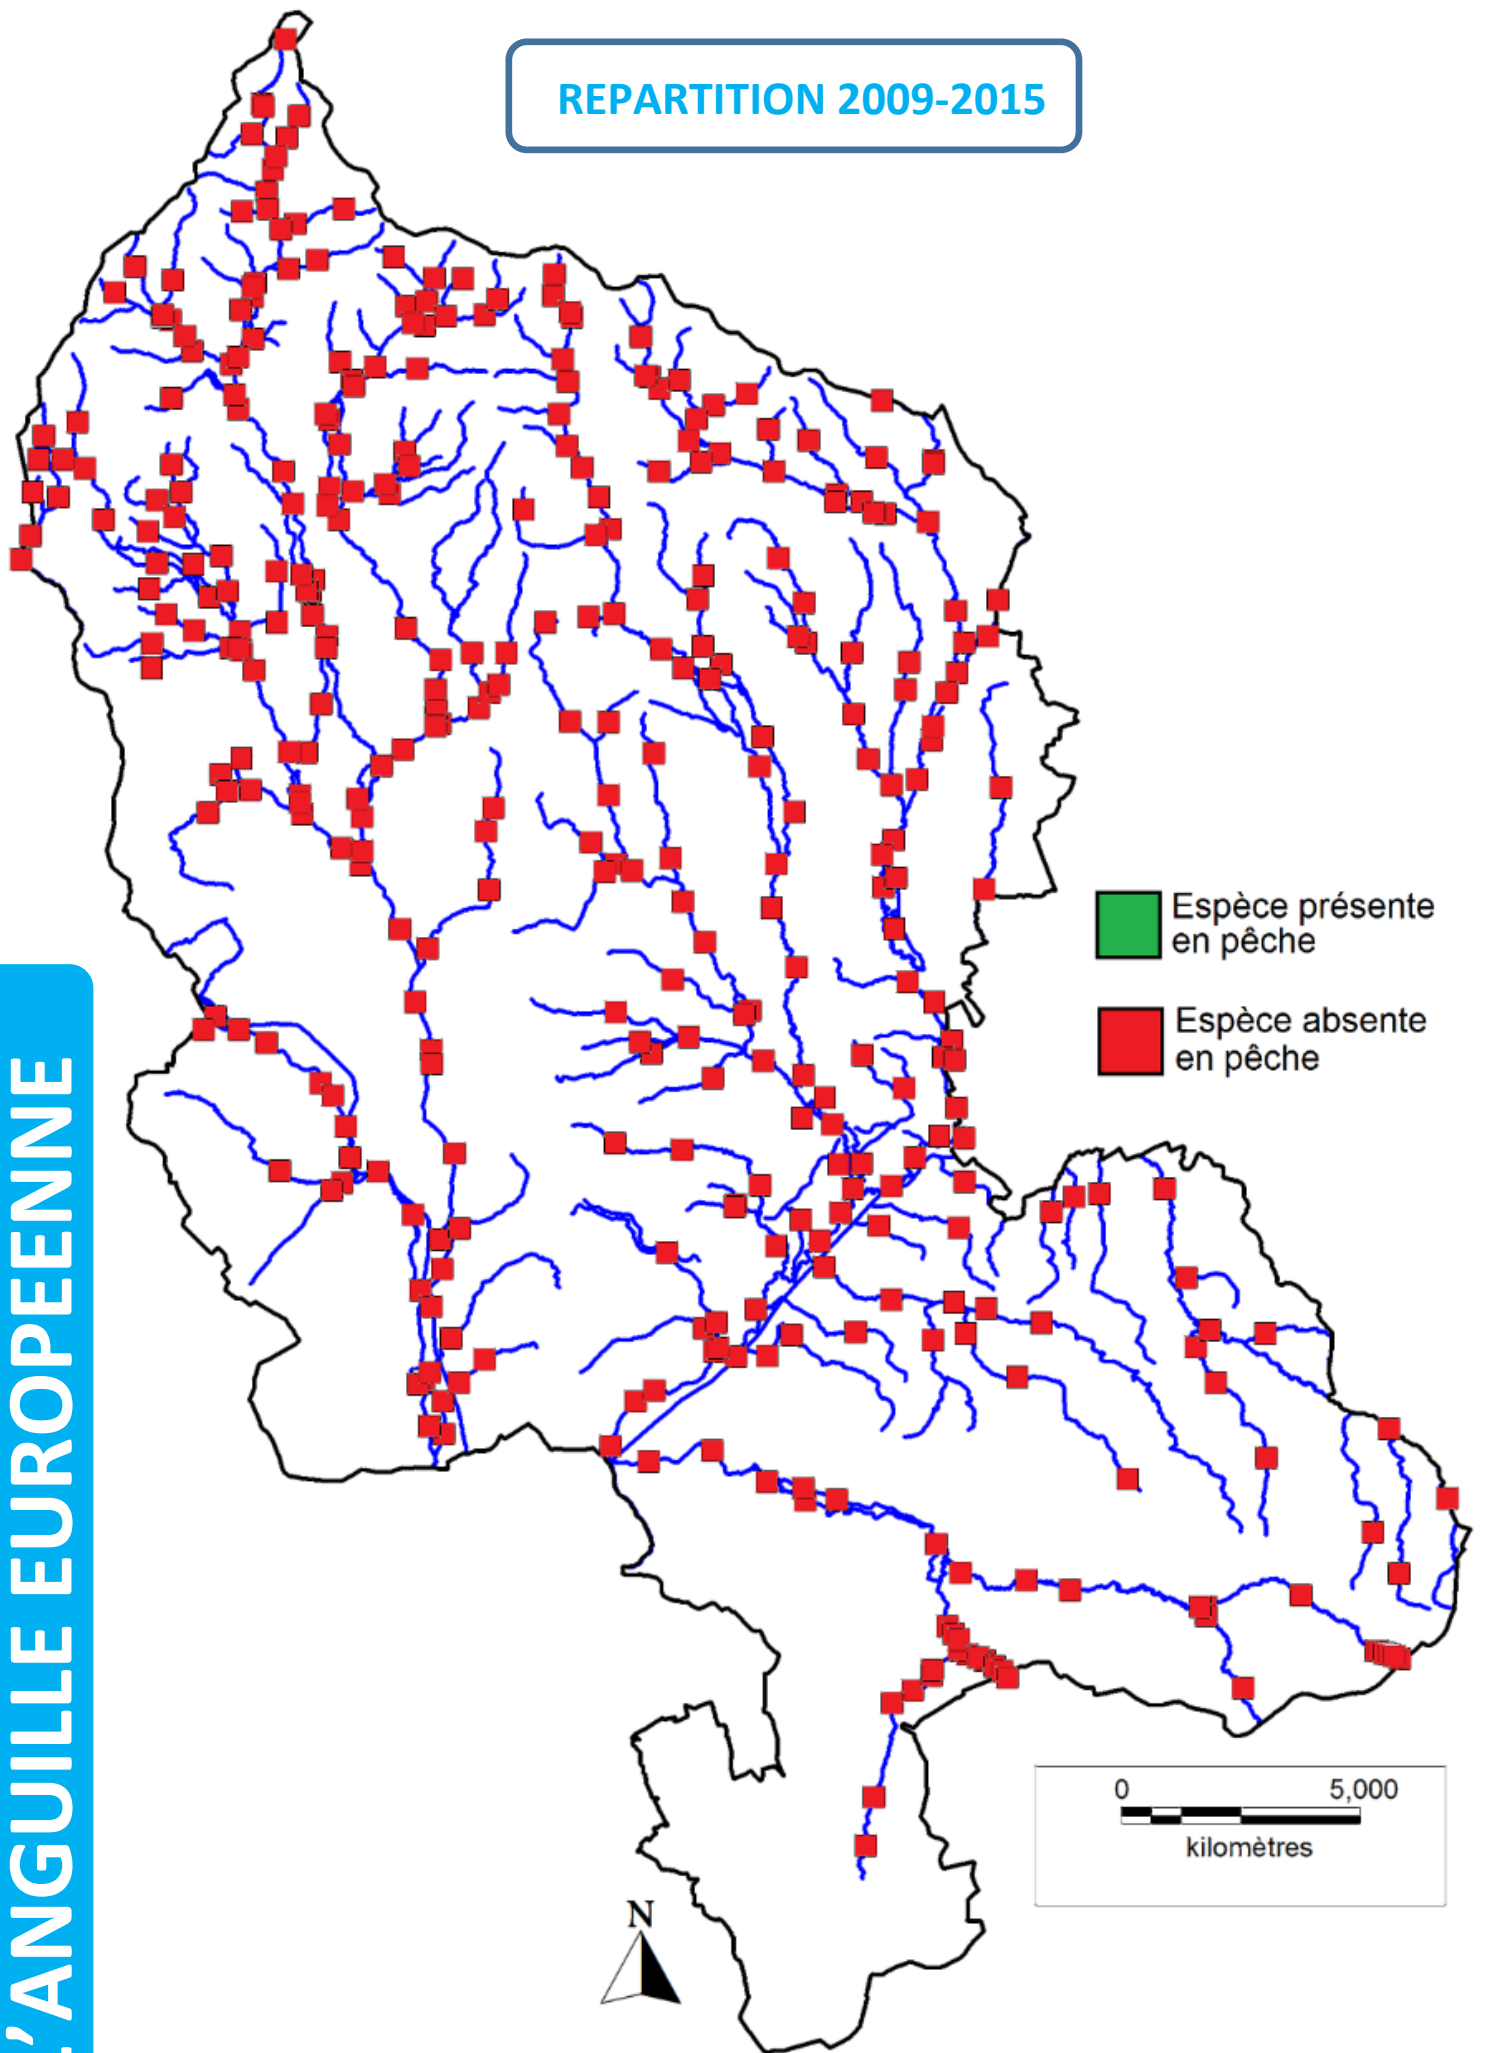 REPARTITION 2009-2015
Espèce présente
en pêche
Espèce absente
en pêche
0 5,000
kilomètres
N
L'ANGUILLE EUROPEENNE